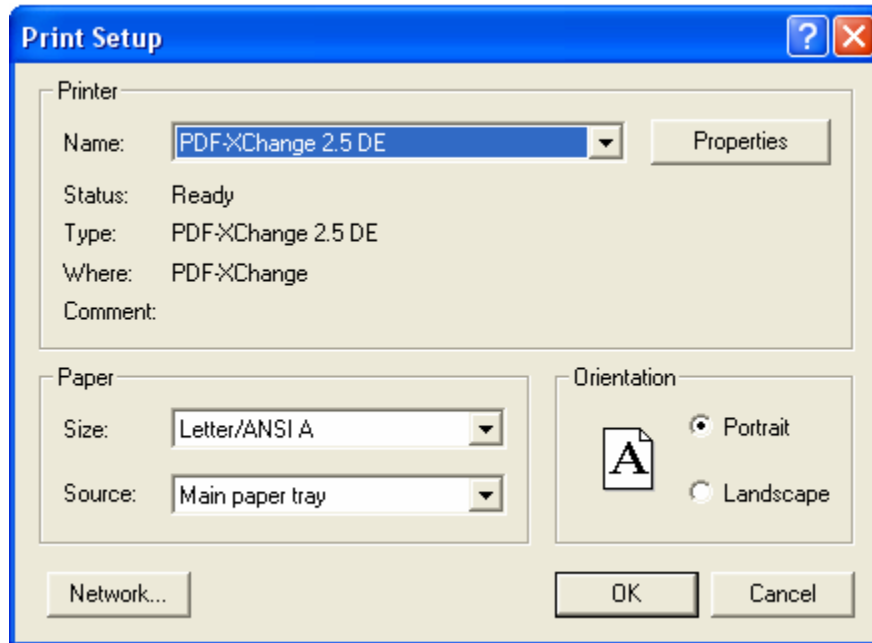 Print Setup
Printer
Name: PDF-XChange 2.5 DE Properties
Status: Ready
Type: PDF-XChange 2.5 DE
Where: PDF-XChange
Comment:
Paper
Size: Letter/ANSI A
Source: Main paper tray
Orientation
A
Portrait
Landscape
Network... OK Cancel